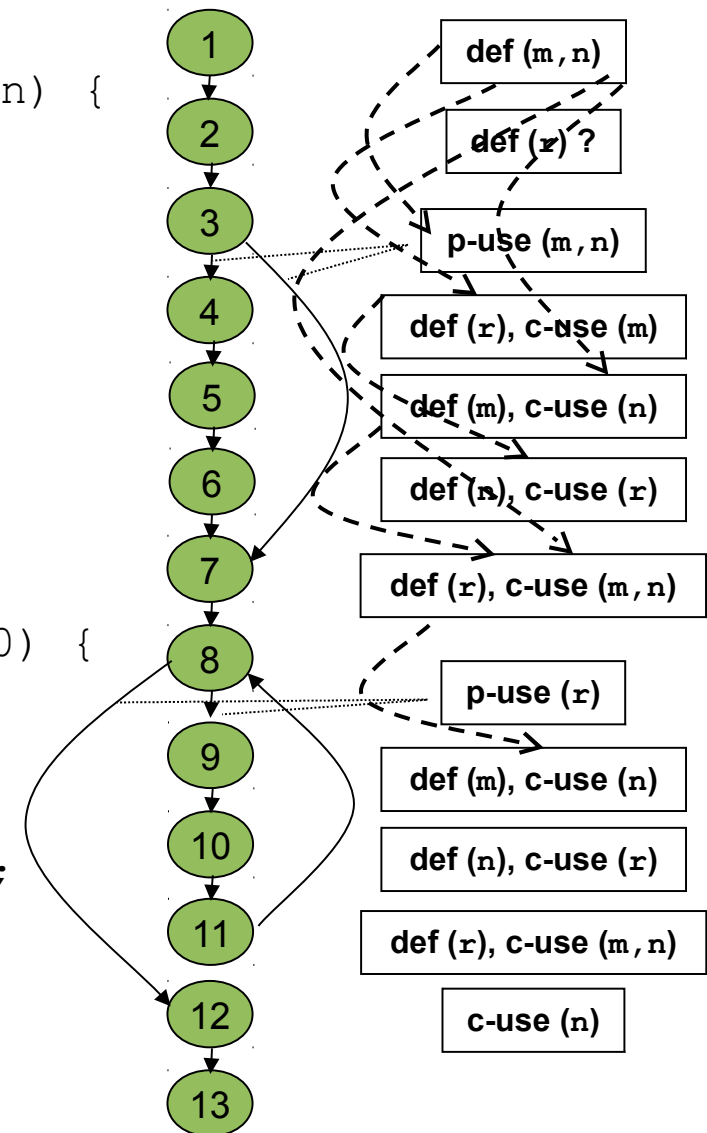 1 def (m,n)
n) {
2 def (r) ?
3 p-use (m,n)
4 def (r), c-use (m)
5 def (m), c-use (n)
6 def (n), c-use (r)
7 def (r), c-use (m,n)
0) {
8 p-use (r)
9 def (m), c-use (n)
10 def (n), c-use (r)
;
11 def (r), c-use (m,n)
12 c-use (n)
13